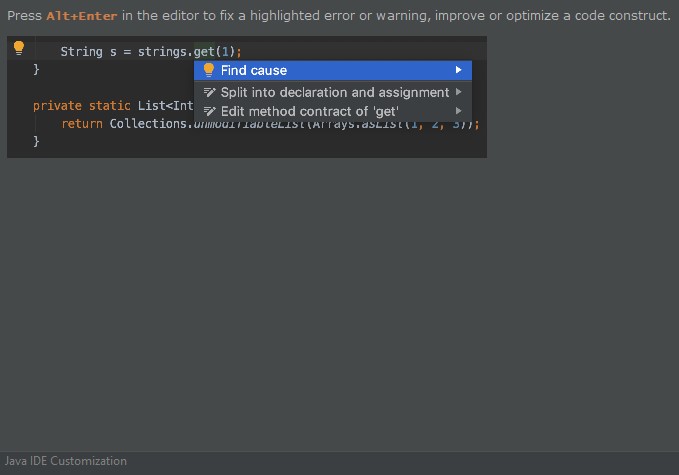 Press Alt+Enter in the editor to fix a highlighted error or warning, improve or optimize a code construct.
String s = strings.get(1);
}
Find cause
Split into declaration and assignment
private static List<Int
Edit method contract of 'get'
return Collections.unmodifiableList(Arrays.asList(1, 2, 3));
}
Java IDE Customization